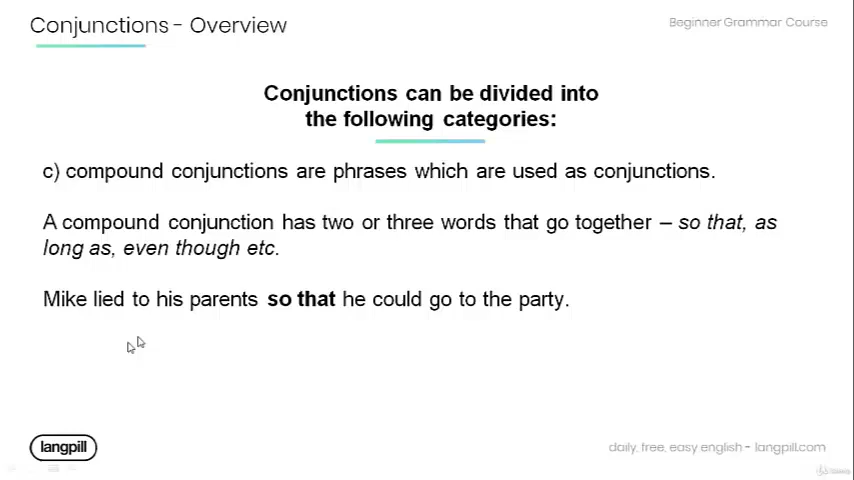 Conjunctions - Overview
Beginner Grammar Course
Conjunctions can be divided into
the following categories:
c) compound conjunctions are phrases which are used as conjunctions.
A compound conjunction has two or three words that go together – so that, as
long as, even though etc.
Mike lied to his parents so that he could go to the party.
langpill
daily, free, easy english - langpill.com